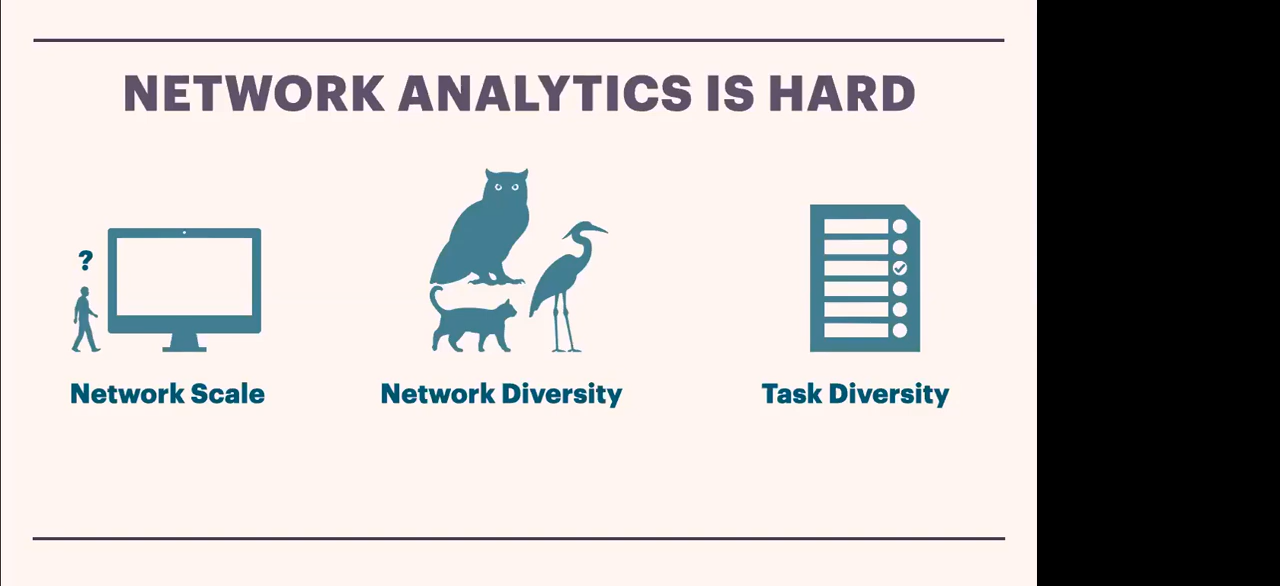 NETWORK ANALYTICS IS HARD
?
Network Scale
Network Diversity
Task Diversity